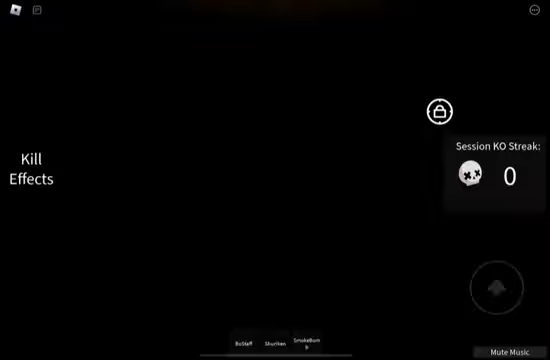 Kill
Effects
Session KO Streak:
0
BoStaff
Shuriken
SmokeBom
b
Mute Music